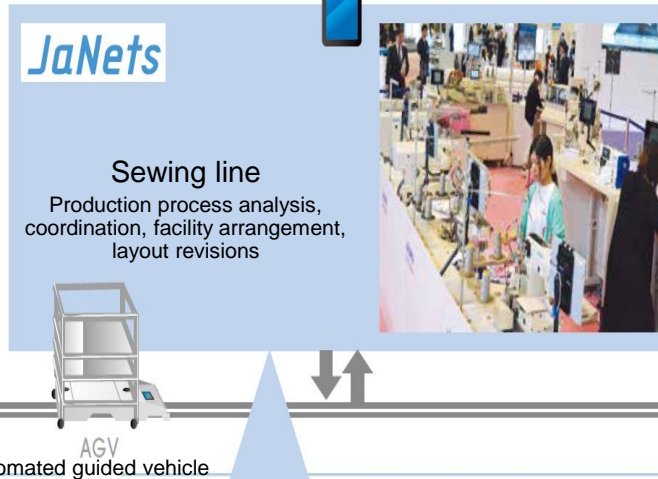 JaNets
Sewing line
Production process analysis,
coordination, facility arrangement,
layout revisions
AGV
omated guided vehicle